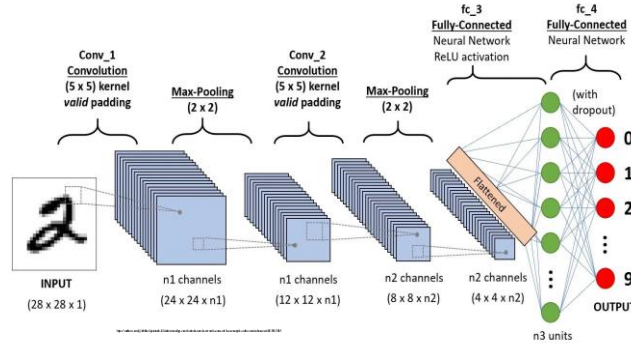 fc_3
Fully-Connected
Neural Network
ReLU activation
fc_4
Fully-Connected
Neural Network
Conv_1
Convolution
(5 x 5) kernel
valid padding
Max-Pooling
(2 x 2)
Conv_2
Convolution
(5 x 5) kernel
valid padding
Max-Pooling
(2 x 2)
(with
dropout)
Flattened
0
1
2
9
INPUT
(28 x 28 x 1)
n1 channels
(24 x 24 x n1)
n1 channels
(12 x 12 x n1)
n2 channels
(8 x 8 x n2)
n2 channels
(4 x 4 x n2)
OUTPUT
n3 units